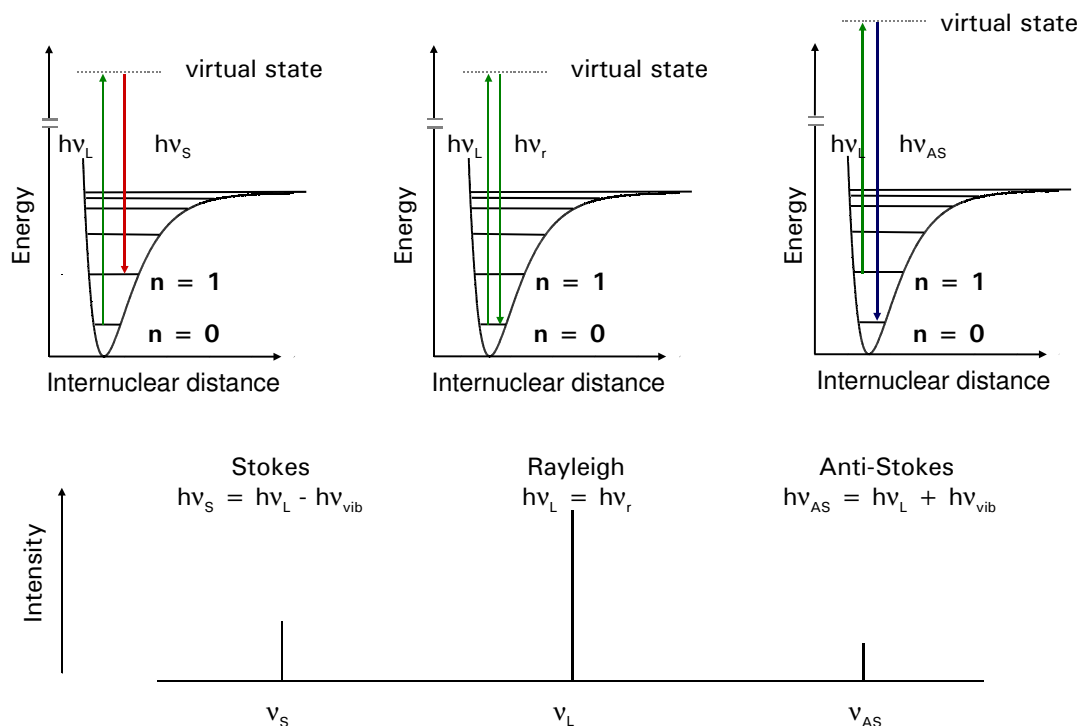 virtual state
hν_L
hν_S
Energy
n = 1
n = 0
Internuclear distance
virtual state
hν_L
hν_r
Energy
n = 1
n = 0
Internuclear distance
virtual state
hν_L
hν_AS
Energy
n = 1
n = 0
Internuclear distance
Stokes
hν_S = hν_L - hν_vib
Rayleigh
hν_L = hν_r
Anti-Stokes
hν_AS = hν_L + hν_vib
Intensity
ν_S
ν_L
ν_AS